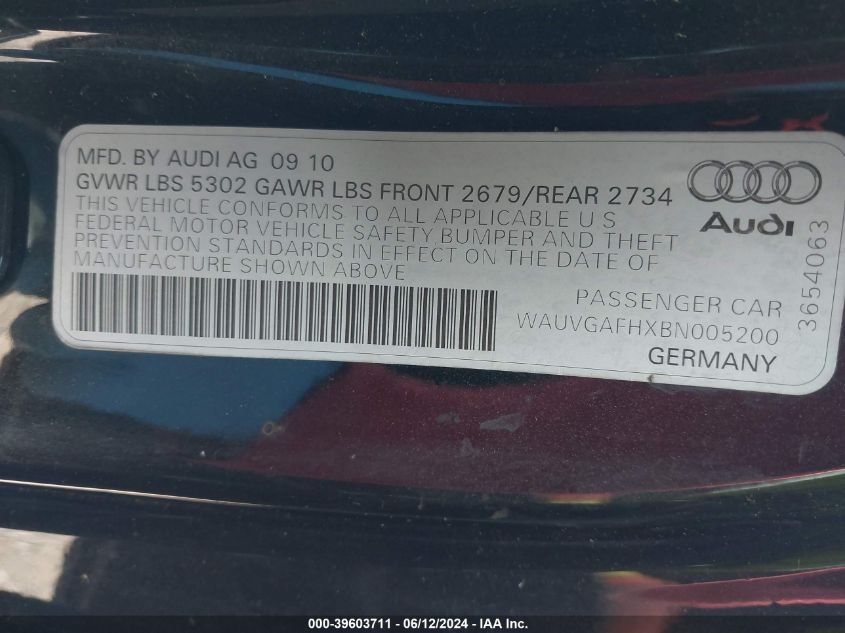 MFD. BY AUDI AG 09 10
GVWR LBS 5302 GAWR LBS FRONT 2679/REAR 2734
THIS VEHICLE CONFORMS TO ALL APPLICABLE U S
FEDERAL MOTOR VEHICLE SAFETY BUMPER AND THEFT
PREVENTION STANDARDS IN EFFECT ON THE DATE OF
MANUFACTURE SHOWN ABOVE
Audi
PASSENGER CAR
WAUVGAFHXBN005200
GERMANY
3654063
000-39603711 - 06/12/2024 - IAA Inc.